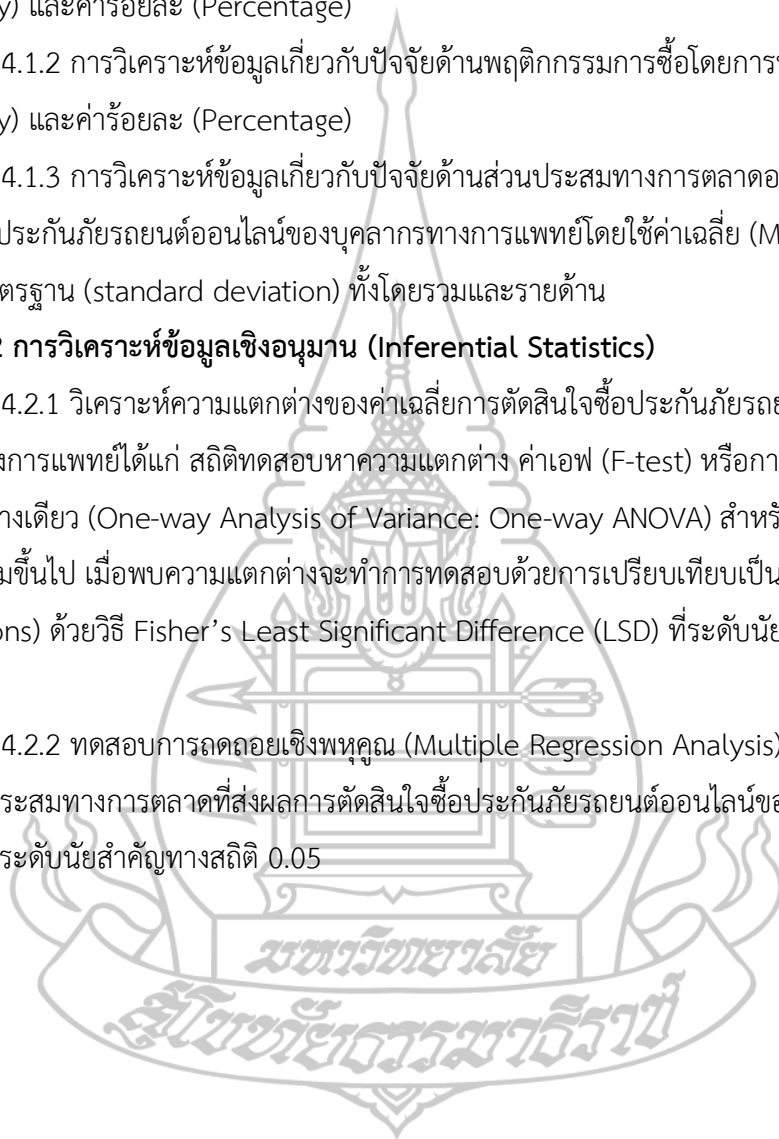 y) และค่าร้อยละ (Percentage)
4.1.2 การวิเคราะห์ข้อมูลเกี่ยวกับปัจจัยด้านพฤติกรรมการซื้อโดยการ
y) และค่าร้อยละ (Percentage)
4.1.3 การวิเคราะห์ข้อมูลเกี่ยวกับปัจจัยด้านส่วนประสมทางการตลาดอ
ประกันภัยรถยนต์ออนไลน์ของบุคลากรทางการแพทย์โดยใช้ค่าเฉลี่ย (M
ตรฐาน (standard deviation) ทั้งโดยรวมและรายด้าน
2 การวิเคราะห์ข้อมูลเชิงอนุมาน (Inferential Statistics)
4.2.1 วิเคราะห์ความแตกต่างของค่าเฉลี่ยการตัดสินใจซื้อประกันภัยรถย
งการแพทย์ได้แก่ สถิติทดสอบหาความแตกต่าง ค่าเอฟ (F-test) หรือกา
างเดียว (One-way Analysis of Variance: One-way ANOVA) สำหรั
มขึ้นไป เมื่อพบความแตกต่างจะทำการทดสอบด้วยการเปรียบเทียบเป็น
ons) ด้วยวิธี Fisher’s Least Significant Difference (LSD) ที่ระดับนัย
4.2.2 ทดสอบการถดถอยเชิงพหุคูณ (Multiple Regression Analysis)
ระสมทางการตลาดที่ส่งผลการตัดสินใจซื้อประกันภัยรถยนต์ออนไลน์ขอ
ระดับนัยสำคัญทางสถิติ 0.05
มหาวิทยาลัย
สุโขทัยธรรมาธิราช